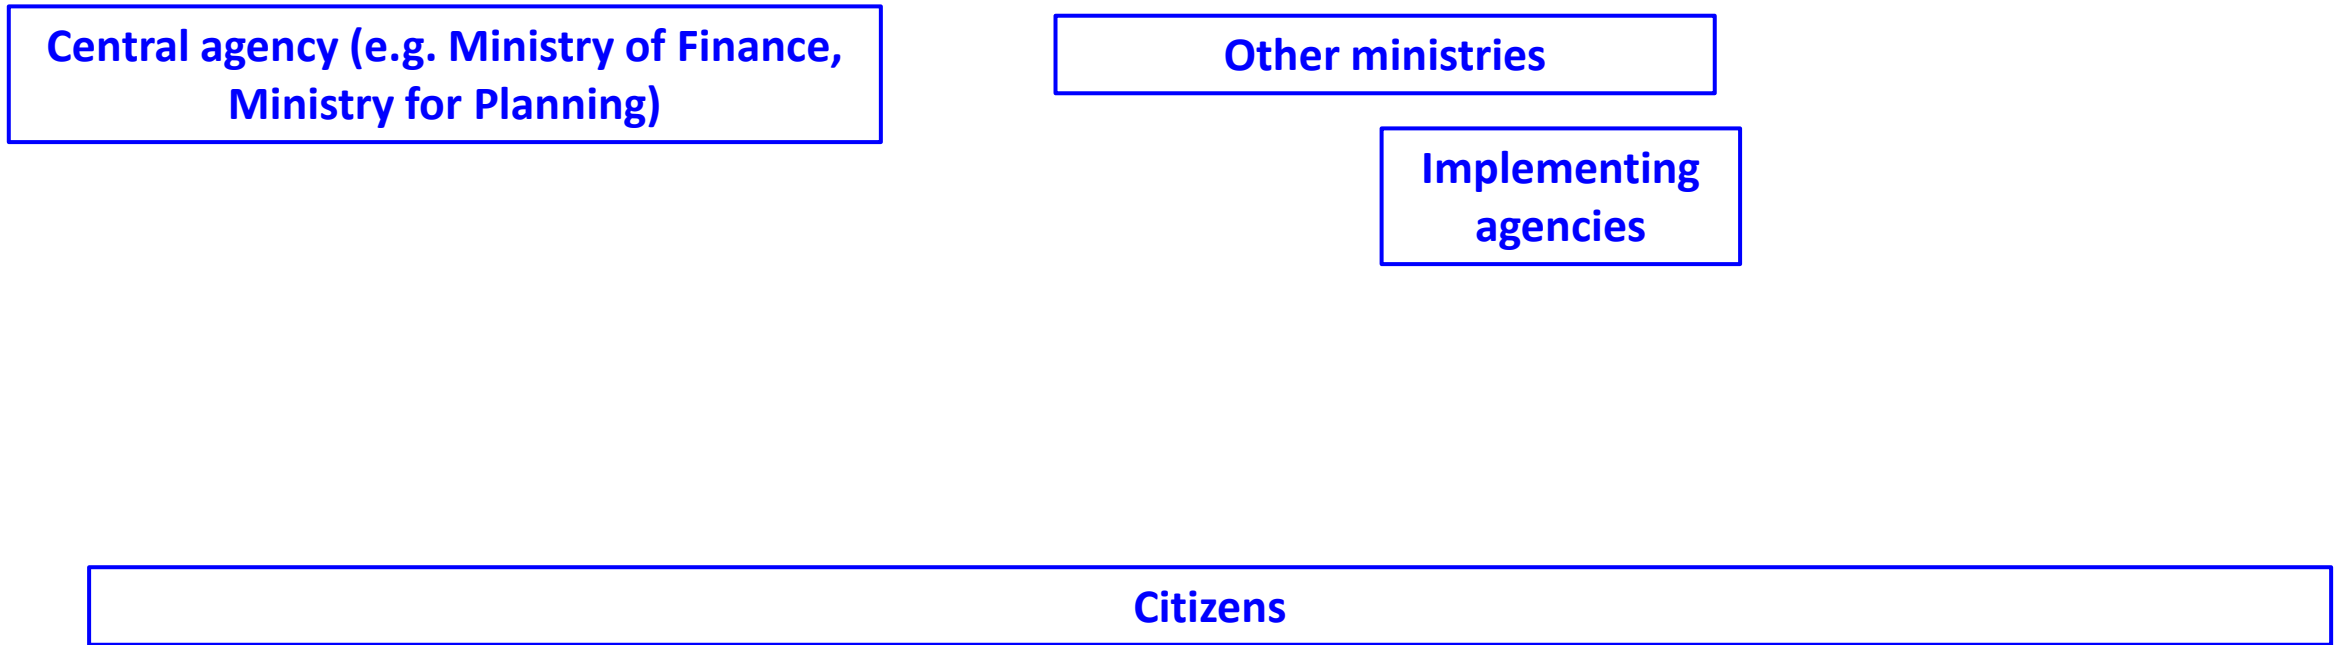 Central agency (e.g. Ministry of Finance,
Ministry for Planning)
Other ministries
Implementing
agencies
Citizens